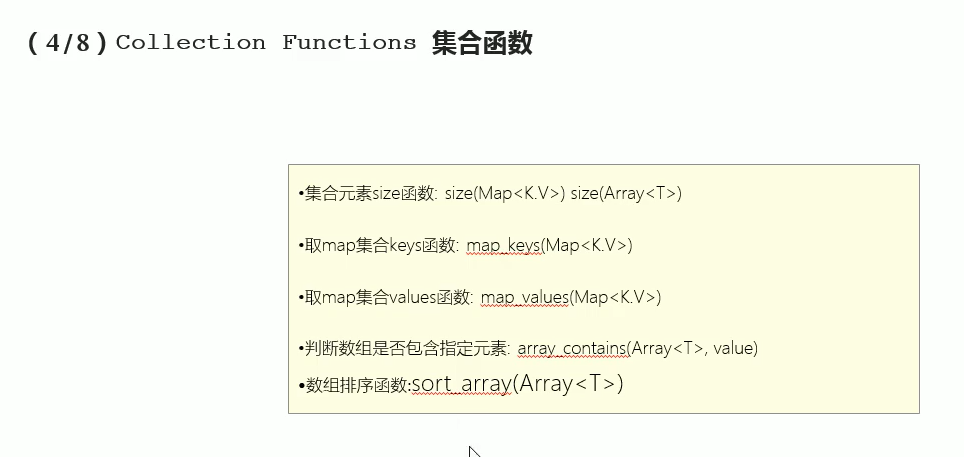 （4/8）Collection Functions 集合函数
•集合元素size函数: size(Map<K.V>) size(Array<T>)
•取map集合keys函数: map_keys(Map<K.V>)
•取map集合values函数: map_values(Map<K.V>)
•判断数组是否包含指定元素: array_contains(Array<T>, value)
•数组排序函数:sort_array(Array<T>)